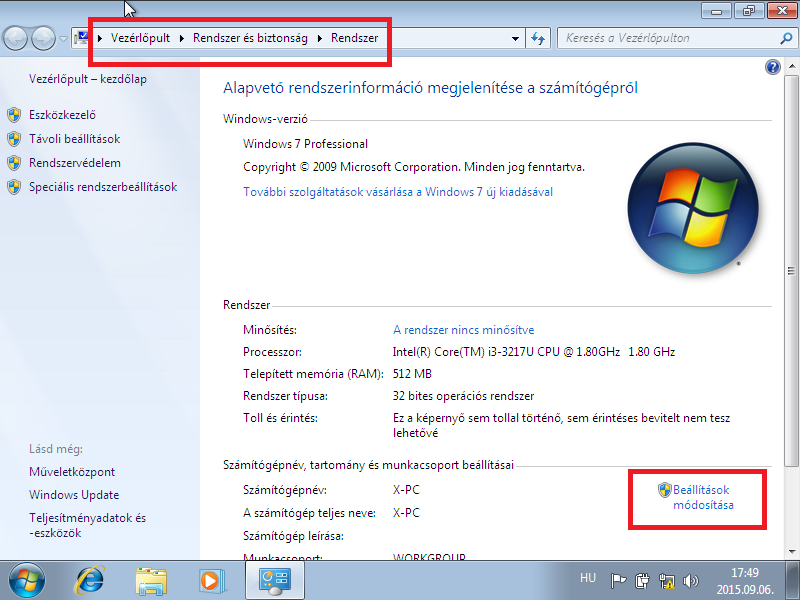 Vezérlőpult Rendszer és biztonság Rendszer
Keresés a Vezérlőpulton
Vezérlőpult – kezdőlap
Eszközkezelő
Távoli beállítások
Rendszervédelem
Speciális rendszerbeállítások
Lásd még:
Műveletközpont
Windows Update
Teljesítményadatok és
-eszközök
Alapvető rendszerinformáció megjelenítése a számítógépről
Windows-verzió
Windows 7 Professional
Copyright © 2009 Microsoft Corporation. Minden jog fenntartva.
További szolgáltatások vásárlása a Windows 7 új kiadásával
Rendszer
Minősítés: A rendszer nincs minősítve
Processzor: Intel(R) Core(TM) i3-3217U CPU @ 1.80GHz 1.80 GHz
Telepített memória (RAM): 512 MB
Rendszer típusa: 32 bites operációs rendszer
Toll és érintés: Ez a képernyő sem tollal történő, sem érintéses bevitelt nem tesz
lehetővé
Számítógépnév, tartomány és munkacsoport beállításai
Számítógépnév: X-PC
Beállítások
módosítása
A számítógép teljes neve: X-PC
Számítógép leírása:
Munkacsoport: WORKGROUP
HU
17:49
2015.09.06.